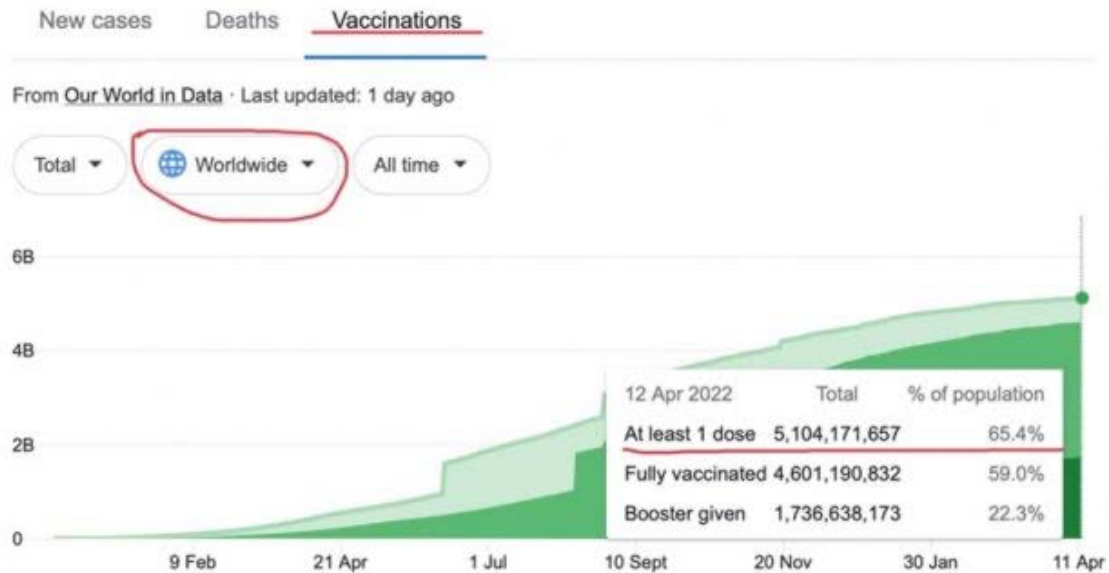 New cases Deaths Vaccinations
From Our World in Data · Last updated: 1 day ago
Total Worldwide All time
6B
4B
2B
0
12 Apr 2022 Total % of population
At least 1 dose 5,104,171,657 65.4%
Fully vaccinated 4,601,190,832 59.0%
Booster given 1,736,638,173 22.3%
9 Feb 21 Apr 1 Jul 10 Sept 20 Nov 30 Jan 11 Apr